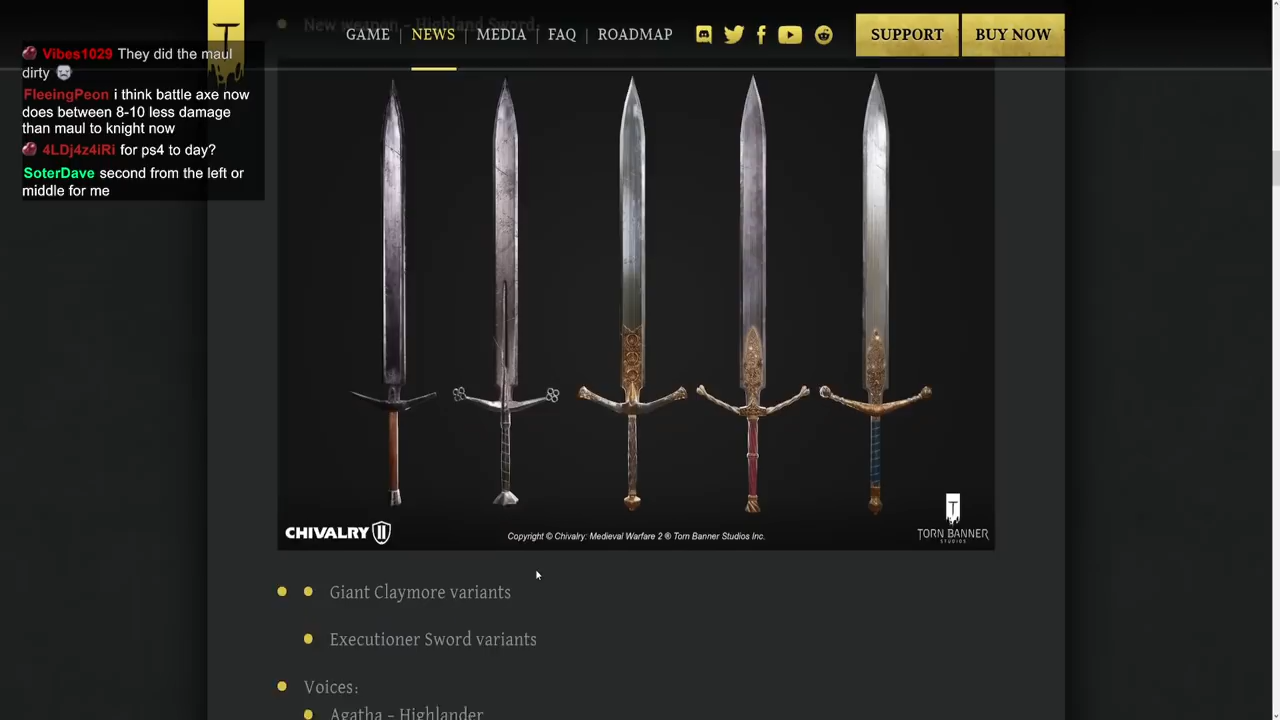 New weapon – Highland Sword
GAME | NEWS | MEDIA | FAQ | ROADMAP
SUPPORT
BUY NOW
Vibes1029 They did the maul
dirty
FleeingPeon i think battle axe now
does between 8-10 less damage
than maul to knight now
4LDj4z4iRi for ps4 to day?
SoterDave second from the left or
middle for me
CHIVALRY II
Copyright © Chivalry: Medieval Warfare 2 ® Torn Banner Studios Inc.
TORN BANNER
STUDIOS
Giant Claymore variants
Executioner Sword variants
Voices:
Agatha – Highlander